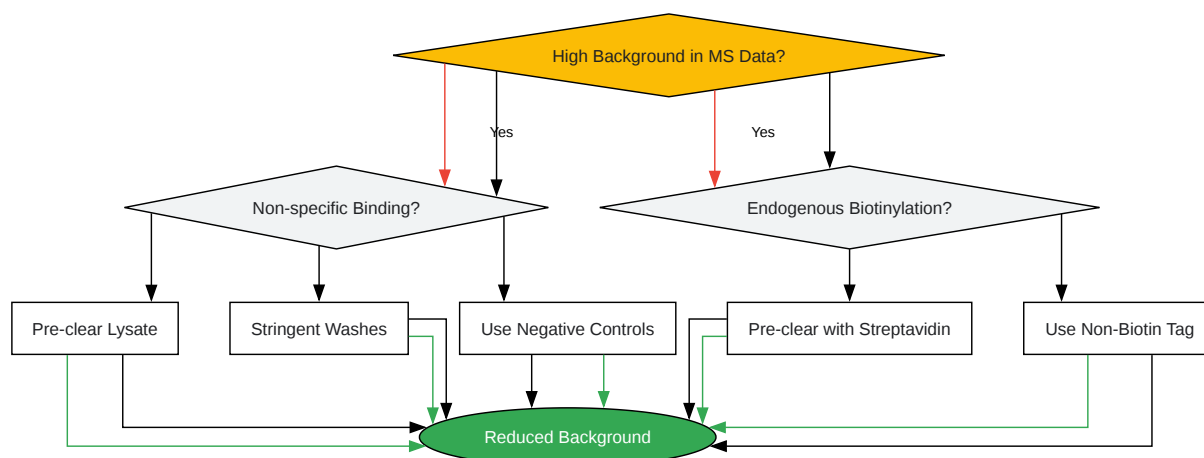 High Background in MS Data?
Yes
Yes
Non-specific Binding?
Endogenous Biotinylation?
Pre-clear Lysate
Stringent Washes
Use Negative Controls
Pre-clear with Streptavidin
Use Non-Biotin Tag
Reduced Background